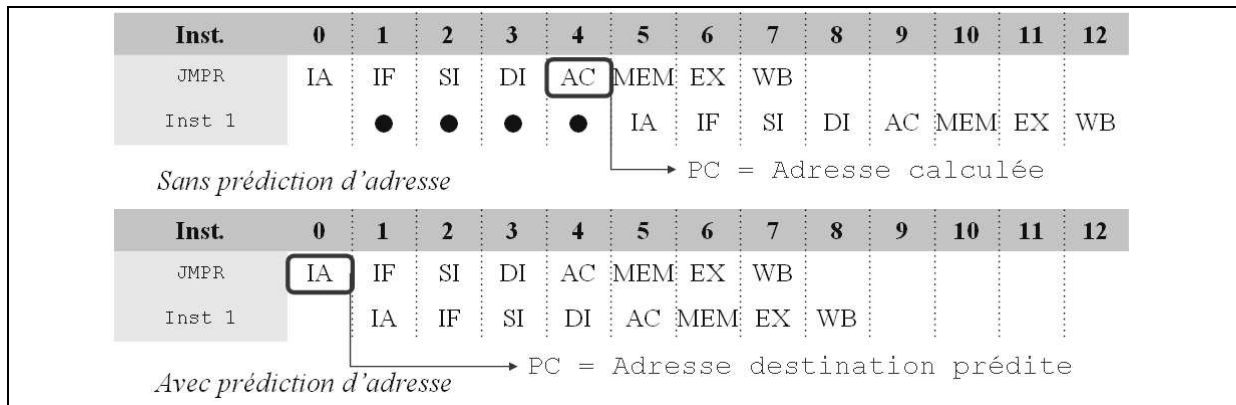 Inst. 0 1 2 3 4 5 6 7 8 9 10 11 12
JMPR IA IF SI DI AC MEM EX WB
Inst 1 ● ● ● ● IA IF SI DI AC MEM EX WB
PC = Adresse calculée
Sans prédiction d'adresse
Inst. 0 1 2 3 4 5 6 7 8 9 10 11 12
JMPR IA IF SI DI AC MEM EX WB
Inst 1 IA IF SI DI AC MEM EX WB
PC = Adresse destination prédite
Avec prédiction d'adresse